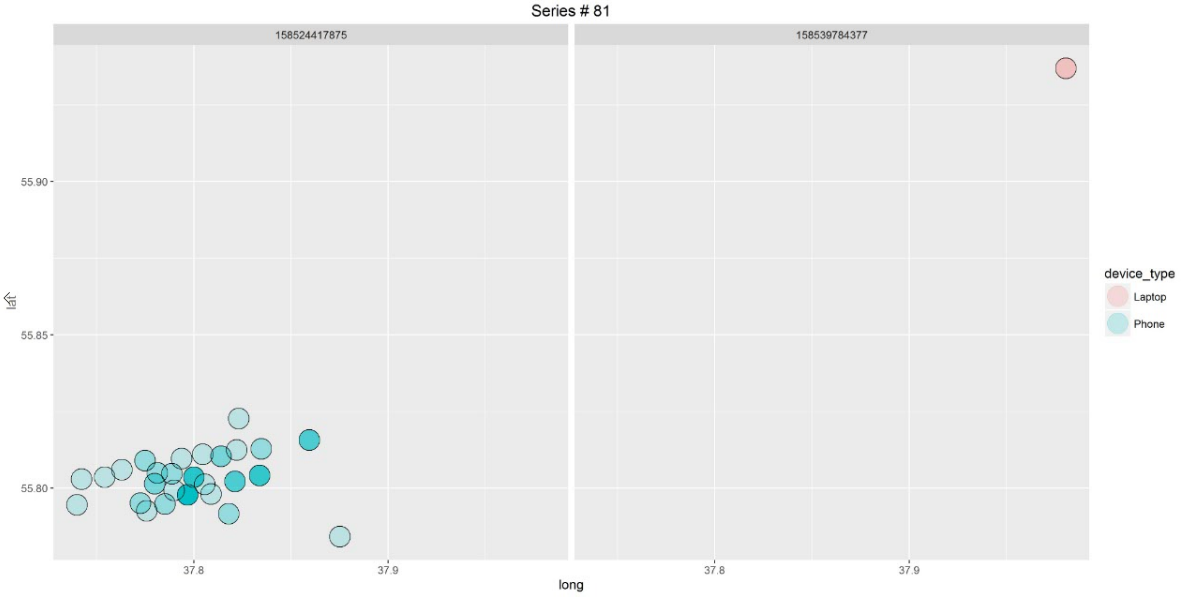 Series # 81
158524417875
158539784377
55.90
55.85
55.80
lat
37.8
37.9
37.8
37.9
long
device_type
Laptop
Phone